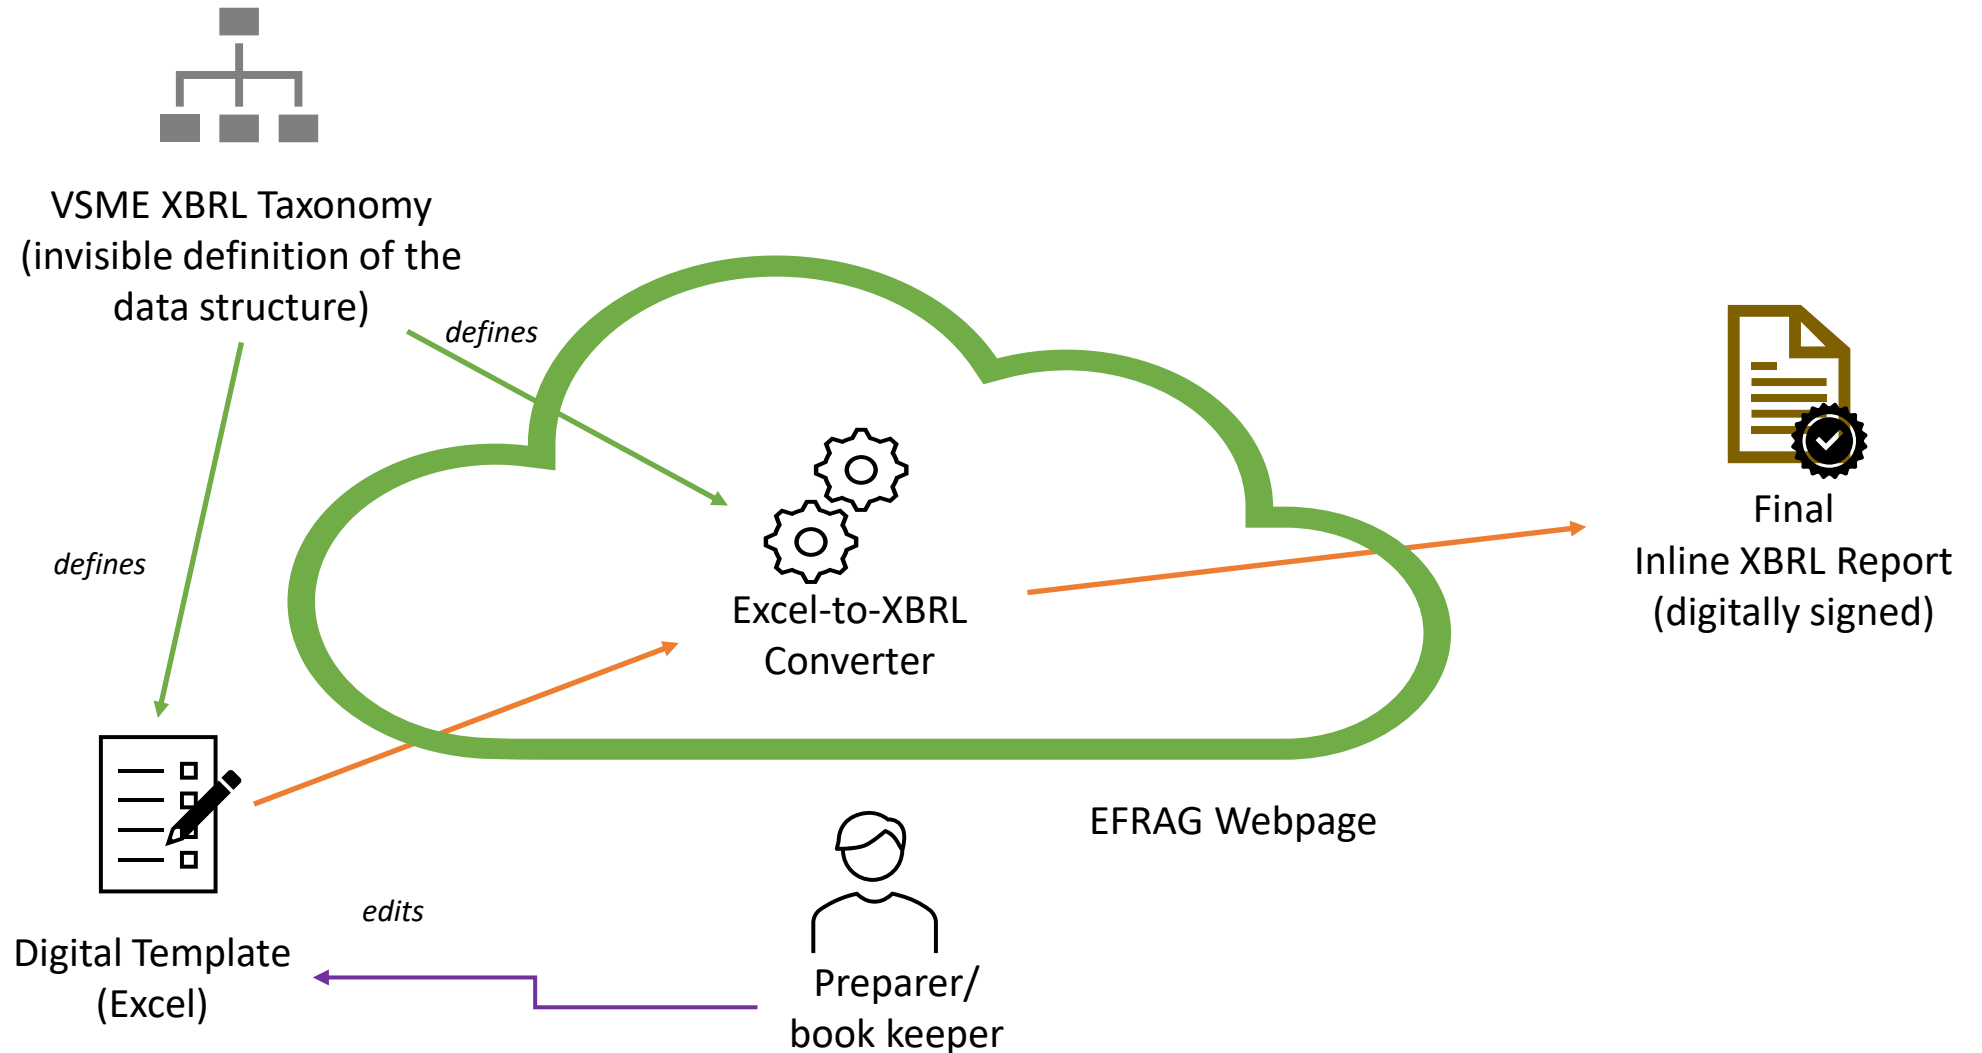 VSME XBRL Taxonomy
(invisible definition of the
data structure)
defines
defines
Excel-to-XBRL
Converter
Final
Inline XBRL Report
(digitally signed)
EFRAG Webpage
edits
Digital Template
(Excel)
Preparer/
book keeper